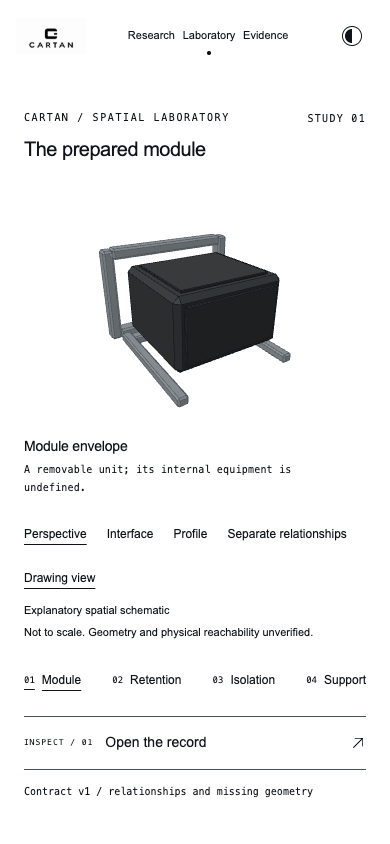 CARTAN
Research Laboratory Evidence
CARTAN / SPATIAL LABORATORY
STUDY 01
The prepared module
Module envelope
A removable unit; its internal equipment is
undefined.
Perspective Interface Profile Separate relationships
Drawing view
Explanatory spatial schematic
Not to scale. Geometry and physical reachability unverified.
01 Module 02 Retention 03 Isolation 04 Support
INSPECT / 01 Open the record
Contract v1 / relationships and missing geometry